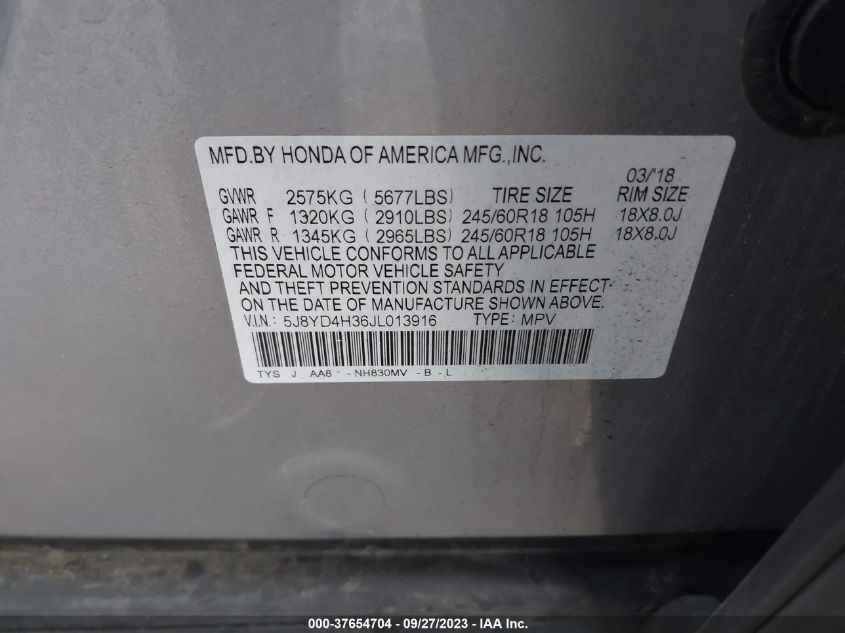 MFD.BY HONDA OF AMERICA MFG.,INC.
03/'18
GVWR 2575KG ( 5677LBS) TIRE SIZE RIM SIZE
GAWR F 1320KG ( 2910LBS) 245/60R18 105H 18X8.0J
GAWR R 1345KG ( 2965LBS) 245/60R18 105H 18X8.0J
THIS VEHICLE CONFORMS TO ALL APPLICABLE
FEDERAL MOTOR VEHICLE SAFETY
AND THEFT PREVENTION STANDARDS IN EFFECT
ON THE DATE OF MANUFACTURE SHOWN ABOVE.
V.I.N.: 5J8YD4H36JL013916 TYPE: MPV
TYS J AA8 - NH830MV - B - L
000-37654704 - 09/27/2023 - IAA Inc.